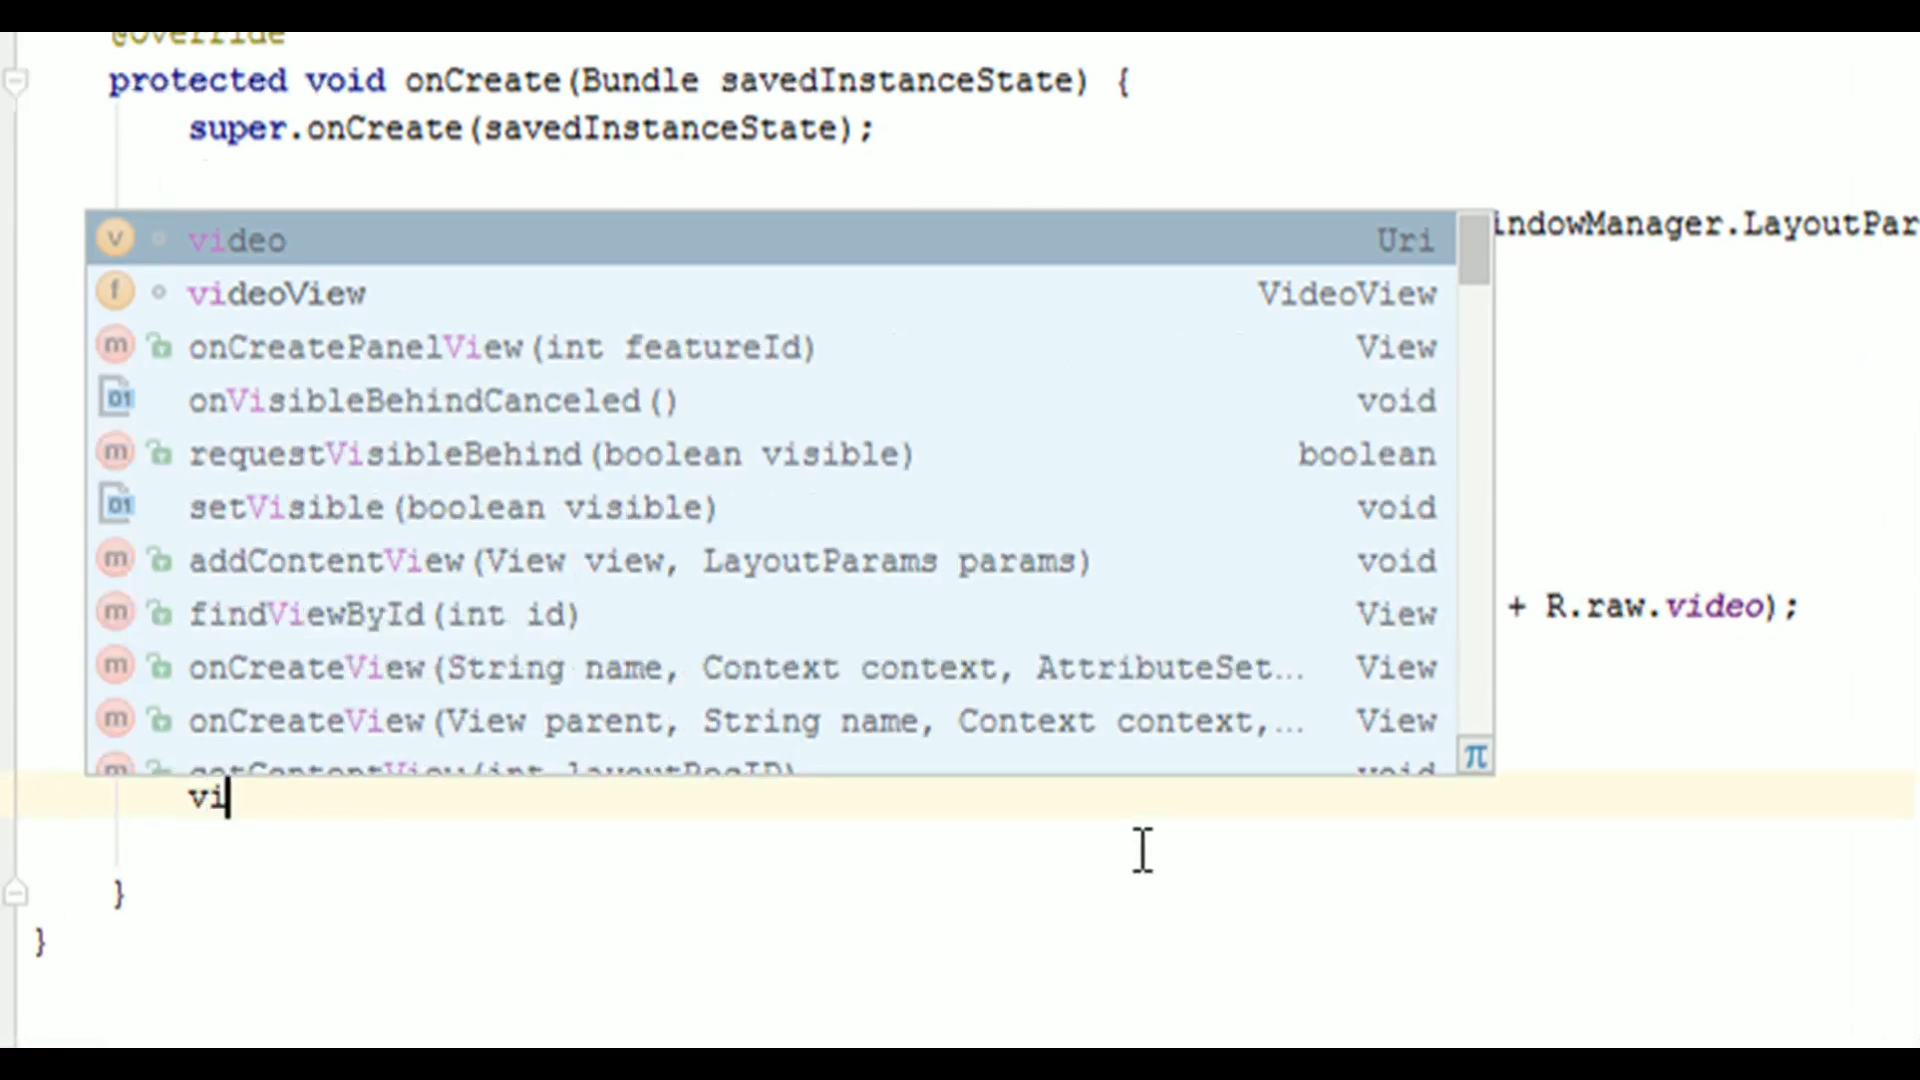 @Override
protected void onCreate(Bundle savedInstanceState) {
super.onCreate(savedInstanceState);
indowManager.LayoutPar
v video Uri
f videoView VideoView
m onCreatePanelView(int featureId) View
01 onVisibleBehindCanceled() void
m requestVisibleBehind(boolean visible) boolean
01 setVisible(boolean visible) void
m addContentView(View view, LayoutParams params) void
m findViewById(int id) View
+ R.raw.video);
m onCreateView(String name, Context context, AttributeSet... View
m onCreateView(View parent, String name, Context context,... View
π
vi
}
}